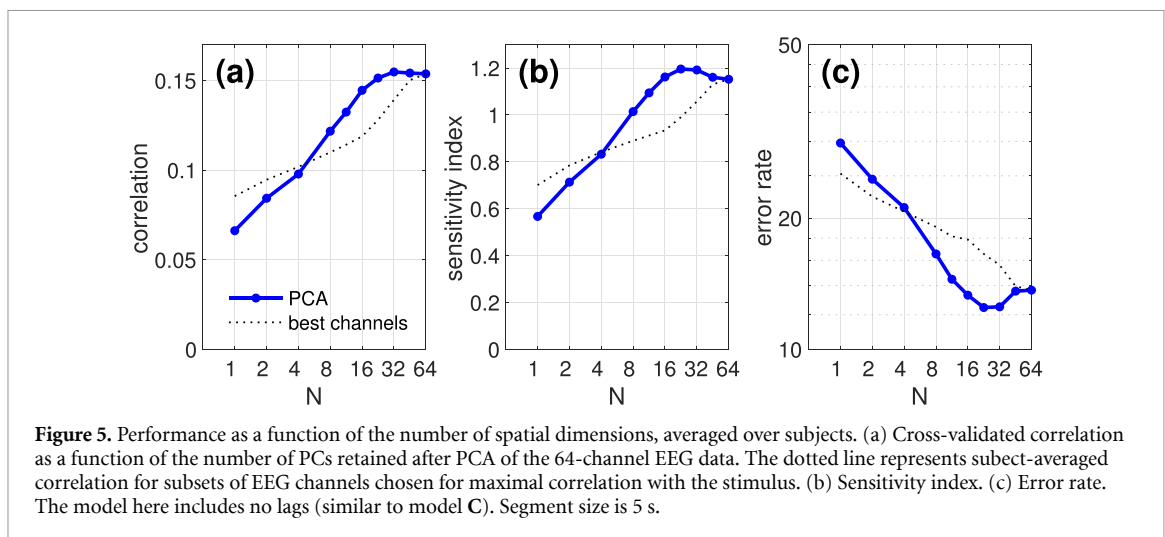 (a)
0.15
0.1
0.05
0
correlation
PCA
best channels
1 2 4 8 16 32 64
N
(b)
1.2
1
0.8
0.6
0.4
0.2
0
sensitivity index
1 2 4 8 16 32 64
N
(c)
50
20
10
error rate
1 2 4 8 16 32 64
N
Figure 5. Performance as a function of the number of spatial dimensions, averaged over subjects. (a) Cross-validated correlation
as a function of the number of PCs retained after PCA of the 64-channel EEG data. The dotted line represents subect-averaged
correlation for subsets of EEG channels chosen for maximal correlation with the stimulus. (b) Sensitivity index. (c) Error rate.
The model here includes no lags (similar to model C). Segment size is 5 s.